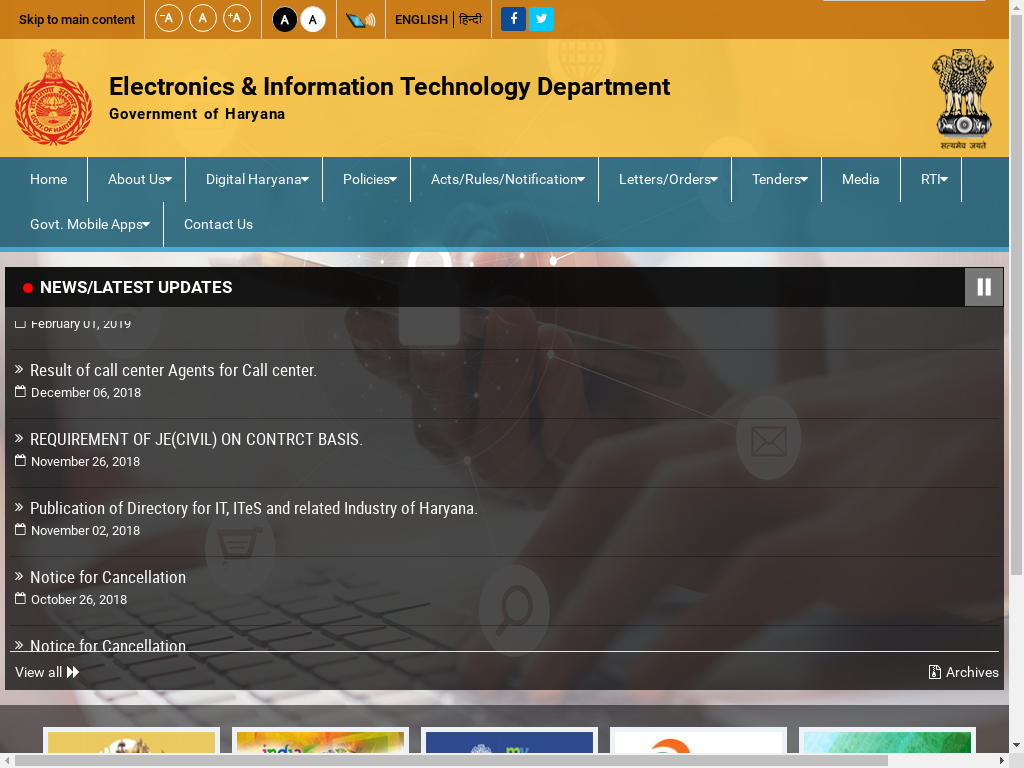 Skip to main content
–A A +A A A
ENGLISH हिन्दी
Electronics & Information Technology Department
Government of Haryana
सत्यमेव जयते
Home About Us Digital Haryana Policies Acts/Rules/Notification Letters/Orders Tenders Media RTI
Govt. Mobile Apps Contact Us
NEWS/LATEST UPDATES
February 01, 2019
Result of call center Agents for Call center.
December 06, 2018
REQUIREMENT OF JE(CIVIL) ON CONTRCT BASIS.
November 26, 2018
Publication of Directory for IT, ITeS and related Industry of Haryana.
November 02, 2018
Notice for Cancellation
October 26, 2018
Notice for Cancellation
View all Archives
india my